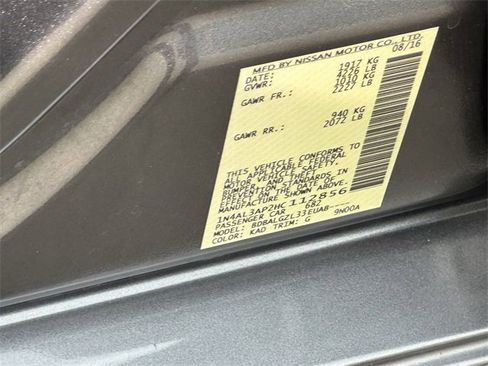 MFD BY NISSAN MOTOR CO., LTD.
DATE: 08/16
GVWR: 1917 KG
4226 LB
GAWR FR.: 1010 KG
2227 LB
GAWR RR.: 940 KG
2072 LB
THIS VEHICLE CONFORMS TO
ALL APPLICABLE FEDERAL
MOTOR VEHICLE SAFETY,
BUMPER, AND THEFT
PREVENTION STANDARDS IN
EFFECT ON THE DATE OF
MANUFACTURE SHOWN ABOVE.
1N4AL3AP2HC112856
PASSENGER CAR 682
MODEL: BDBALGZL33EUAB---- 9N00A
COLOR: KAD TRIM: G